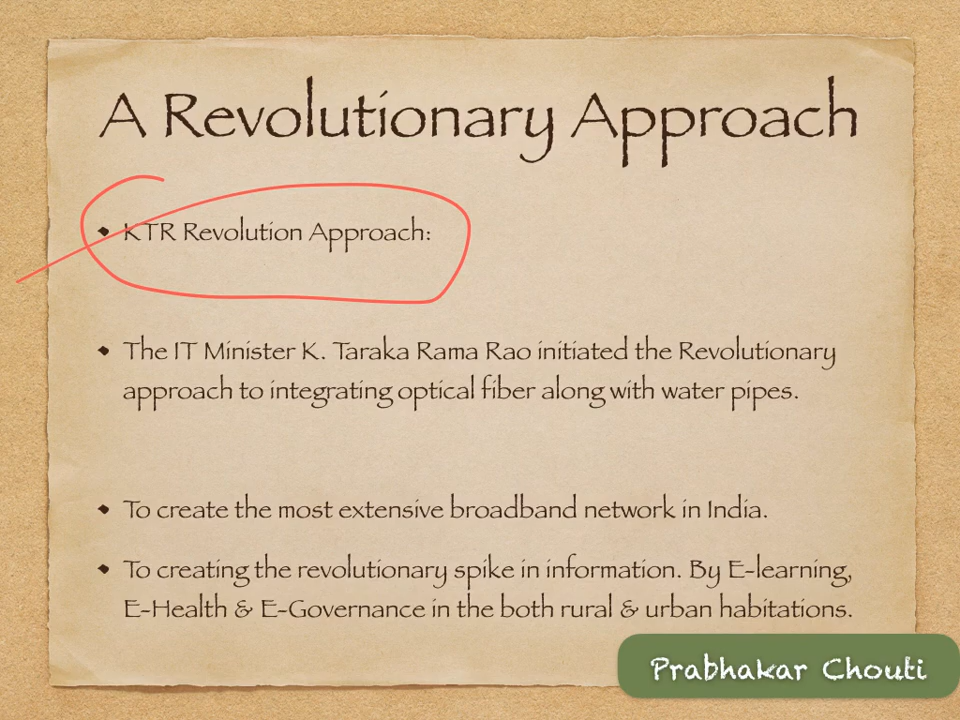 A Revolutionary Approach
• KTR Revolution Approach:
• The IT Minister K. Taraka Rama Rao initiated the Revolutionary
approach to integrating optical fiber along with water pipes.
• To create the most extensive broadband network in India.
• To creating the revolutionary spike in information. By E-learning,
E-Health & E-Governance in the both rural & urban habitations.
Prabhakar Chouti